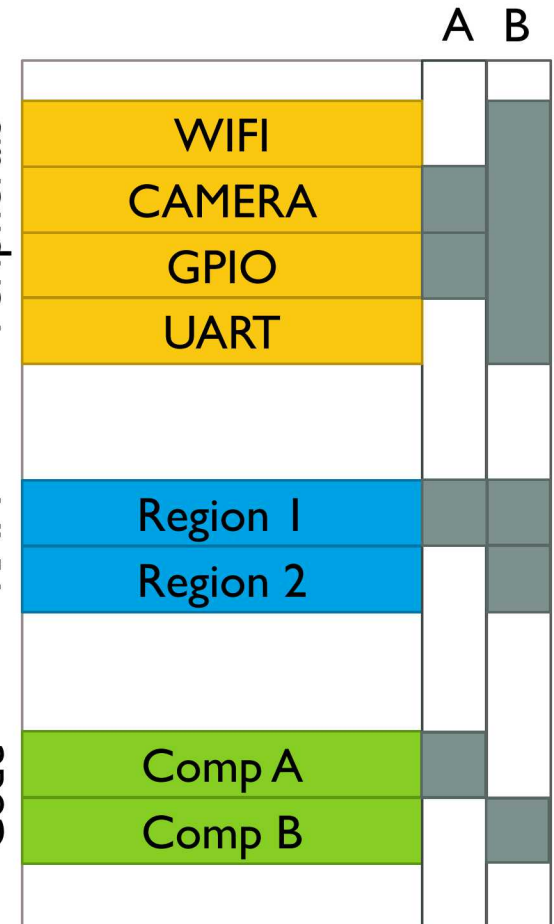 A B
WIFI
CAMERA
GPIO
UART
Region 1
Region 2
Comp A
Comp B